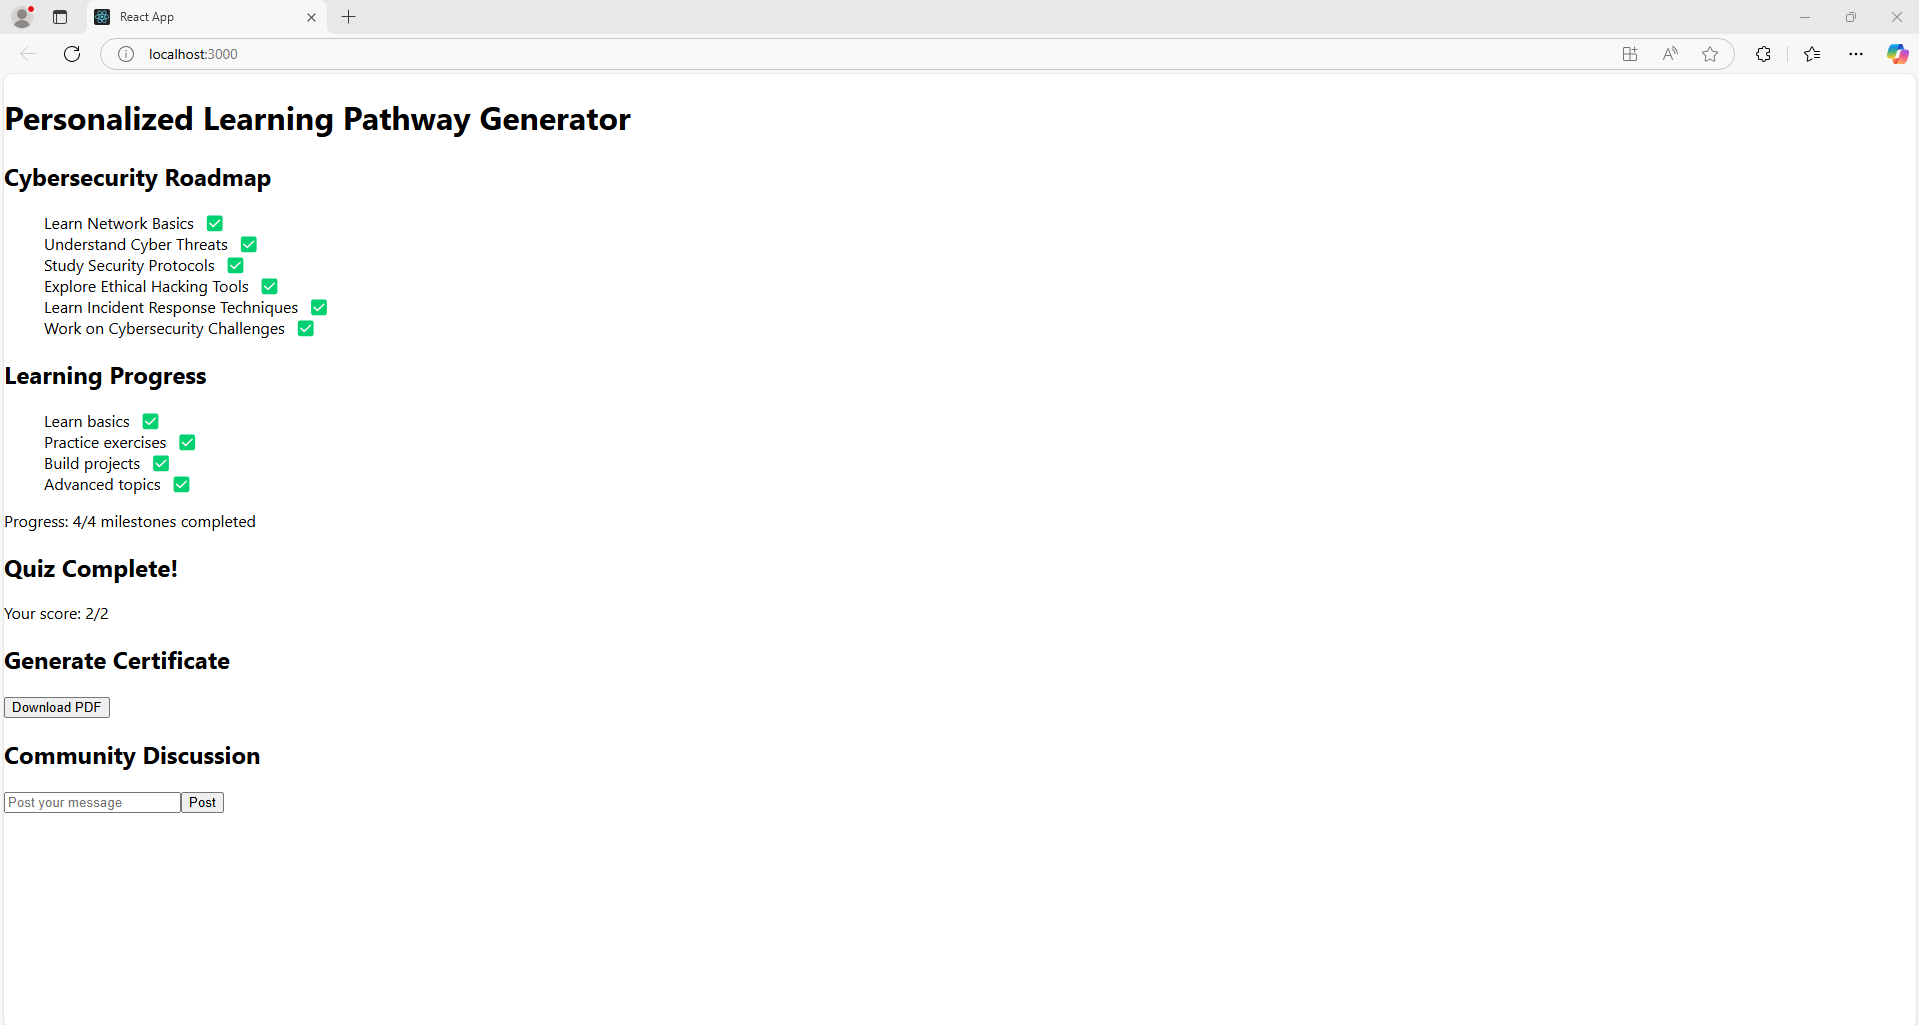 React App
localhost:3000
Personalized Learning Pathway Generator
Cybersecurity Roadmap
Learn Network Basics ✅
Understand Cyber Threats ✅
Study Security Protocols ✅
Explore Ethical Hacking Tools ✅
Learn Incident Response Techniques ✅
Work on Cybersecurity Challenges ✅
Learning Progress
Learn basics ✅
Practice exercises ✅
Build projects ✅
Advanced topics ✅
Progress: 4/4 milestones completed
Quiz Complete!
Your score: 2/2
Generate Certificate
Download PDF
Community Discussion
Post your message Post